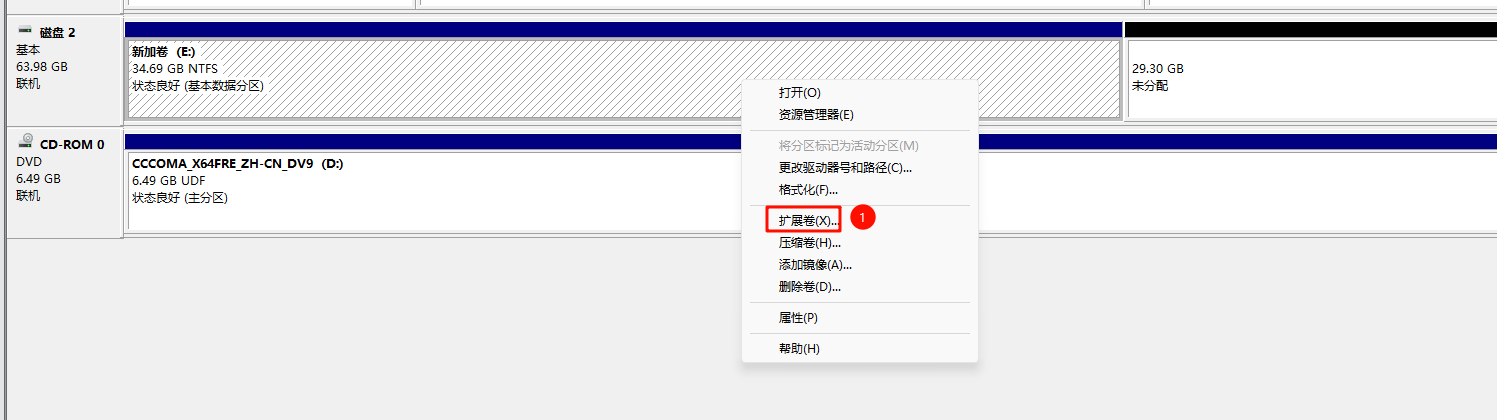 磁盘 2
基本
63.98 GB
联机
新加卷 (E:)
34.69 GB NTFS
状态良好 (基本数据分区)
29.30 GB
未分配
CD-ROM 0
DVD
6.49 GB
联机
CCCOMA_X64FRE_ZH-CN_DV9 (D:)
6.49 GB UDF
状态良好 (主分区)
打开(O)
资源管理器(E)
将分区标记为活动分区(M)
更改驱动器号和路径(C)...
格式化(F)...
扩展卷(X)...
1
压缩卷(H)...
添加镜像(A)...
删除卷(D)...
属性(P)
帮助(H)